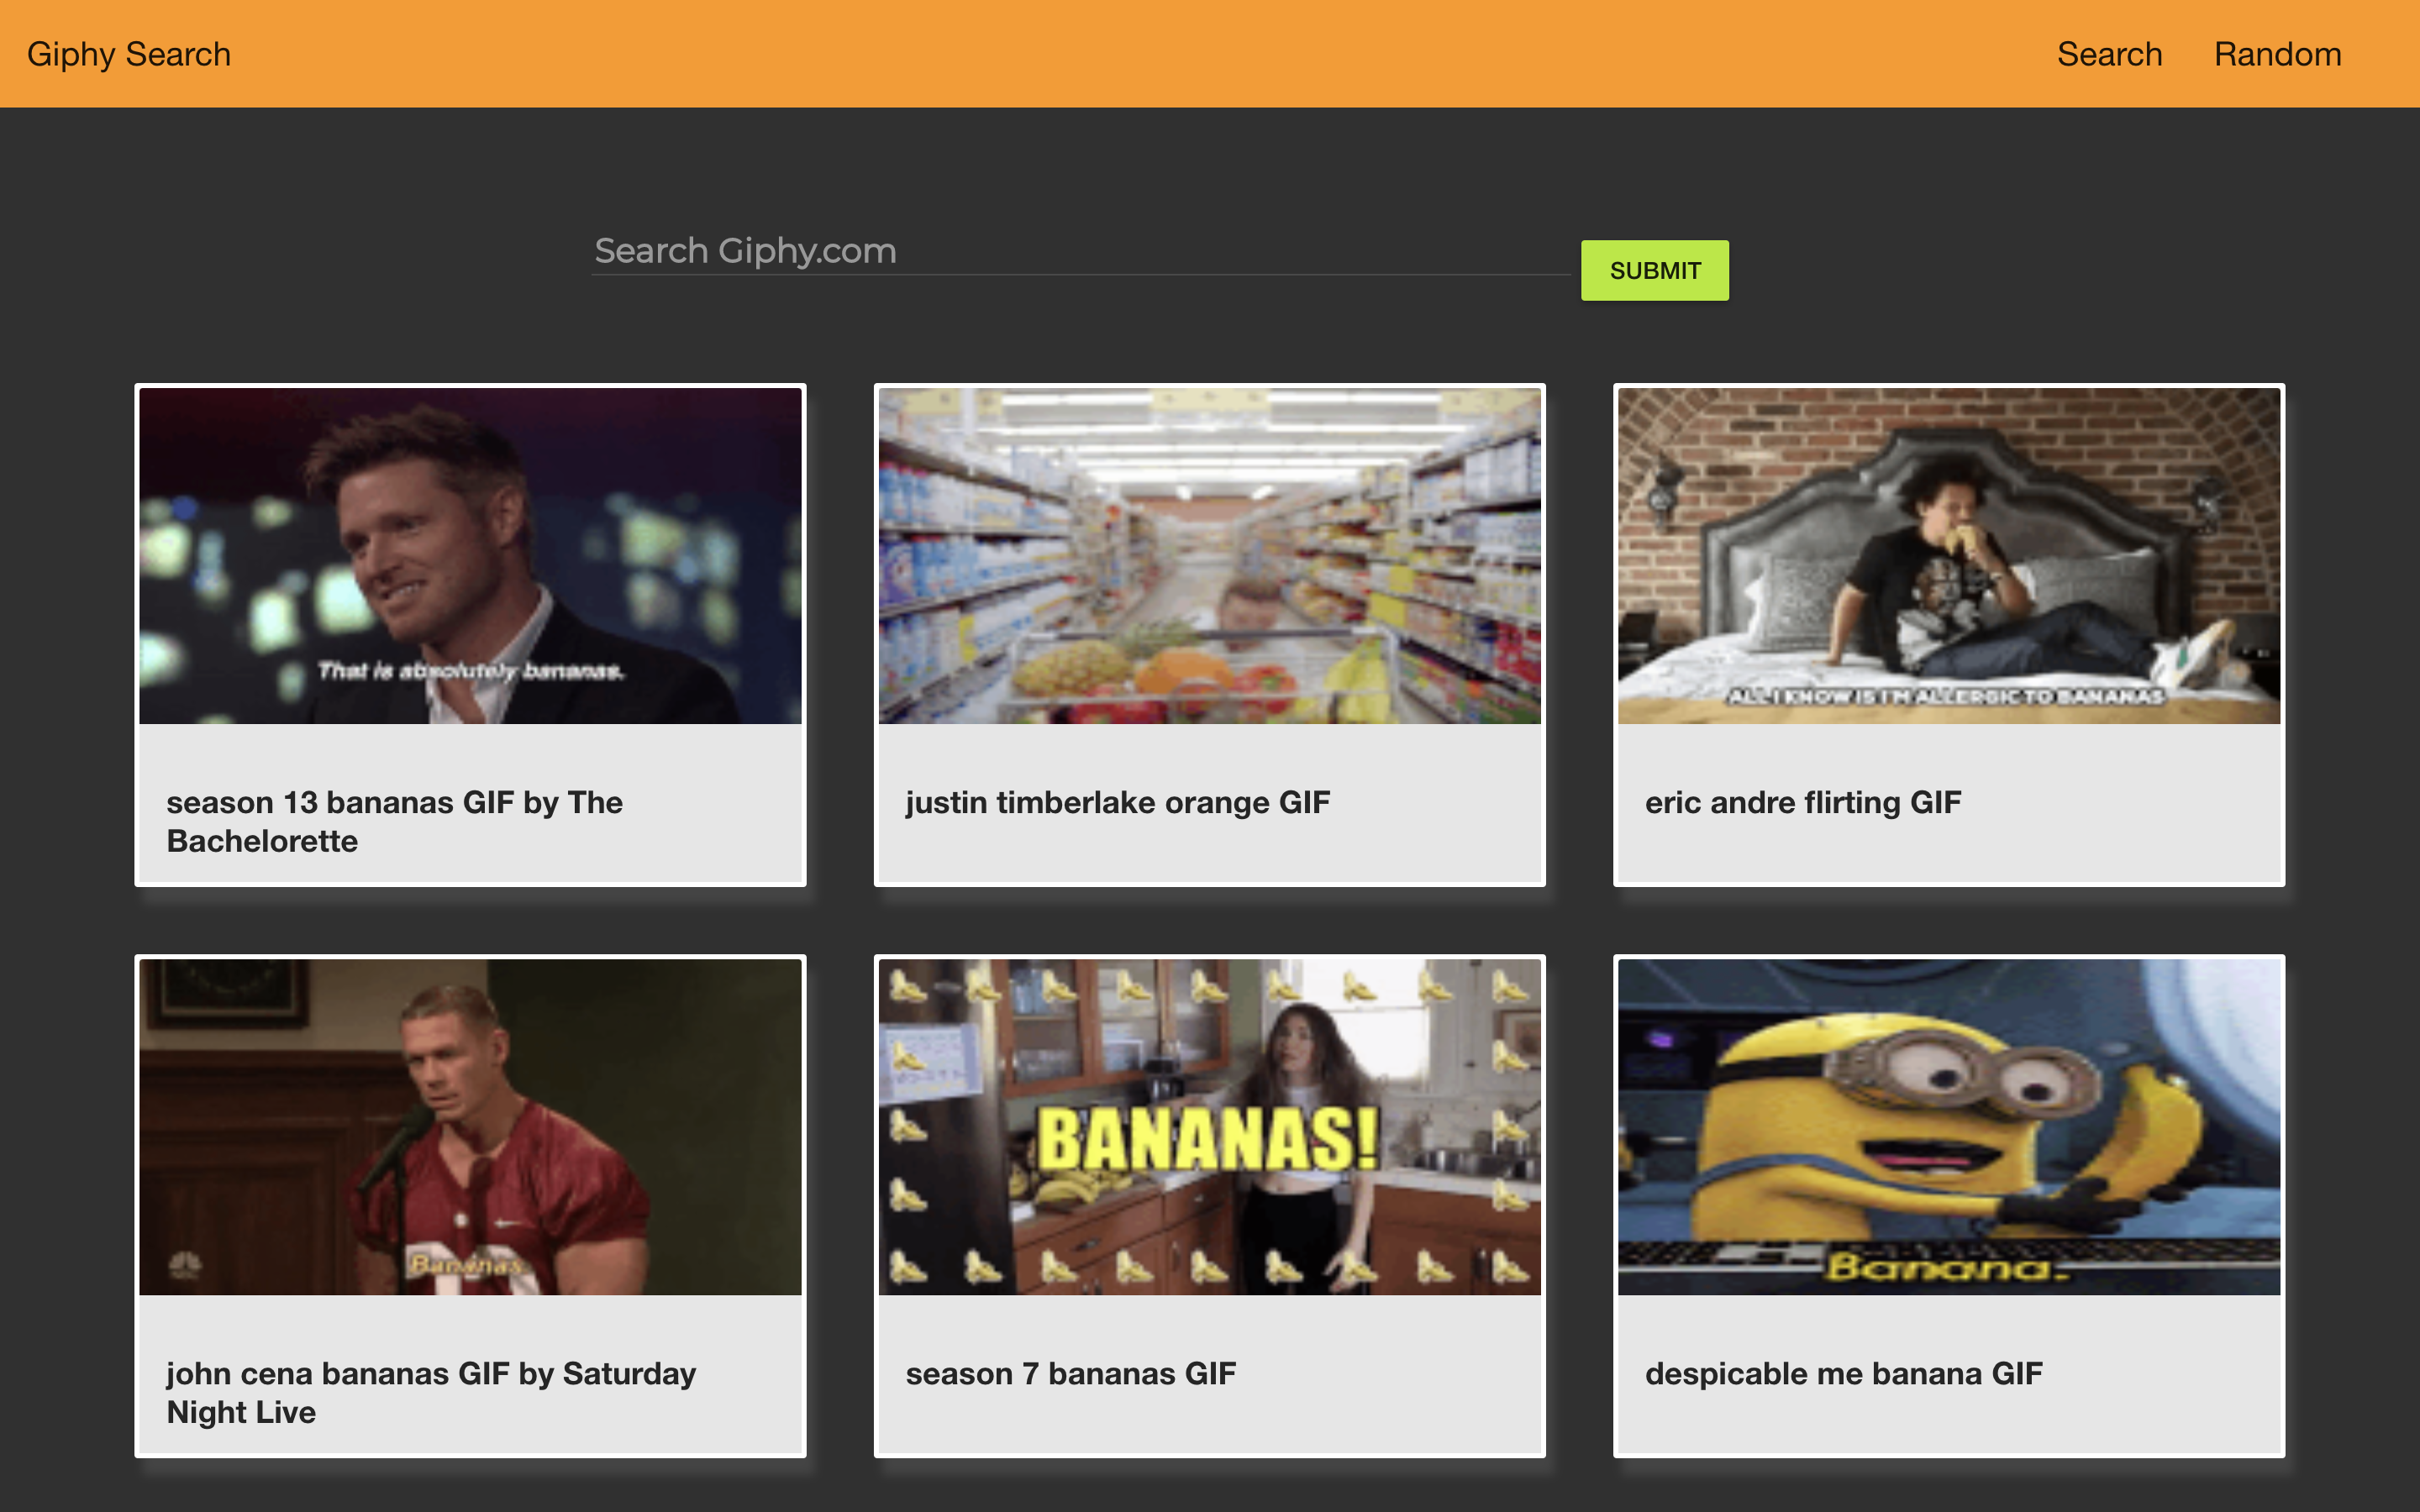 Giphy Search
Search
Random
Search Giphy.com
SUBMIT
That is absolutely bananas.
ALL I KNOW IS I'M ALLERGIC TO BANANAS
season 13 bananas GIF by The
Bachelorette
justin timberlake orange GIF
eric andre flirting GIF
NBC
Bananas.
BANANAS!
Banana.
john cena bananas GIF by Saturday
Night Live
season 7 bananas GIF
despicable me banana GIF